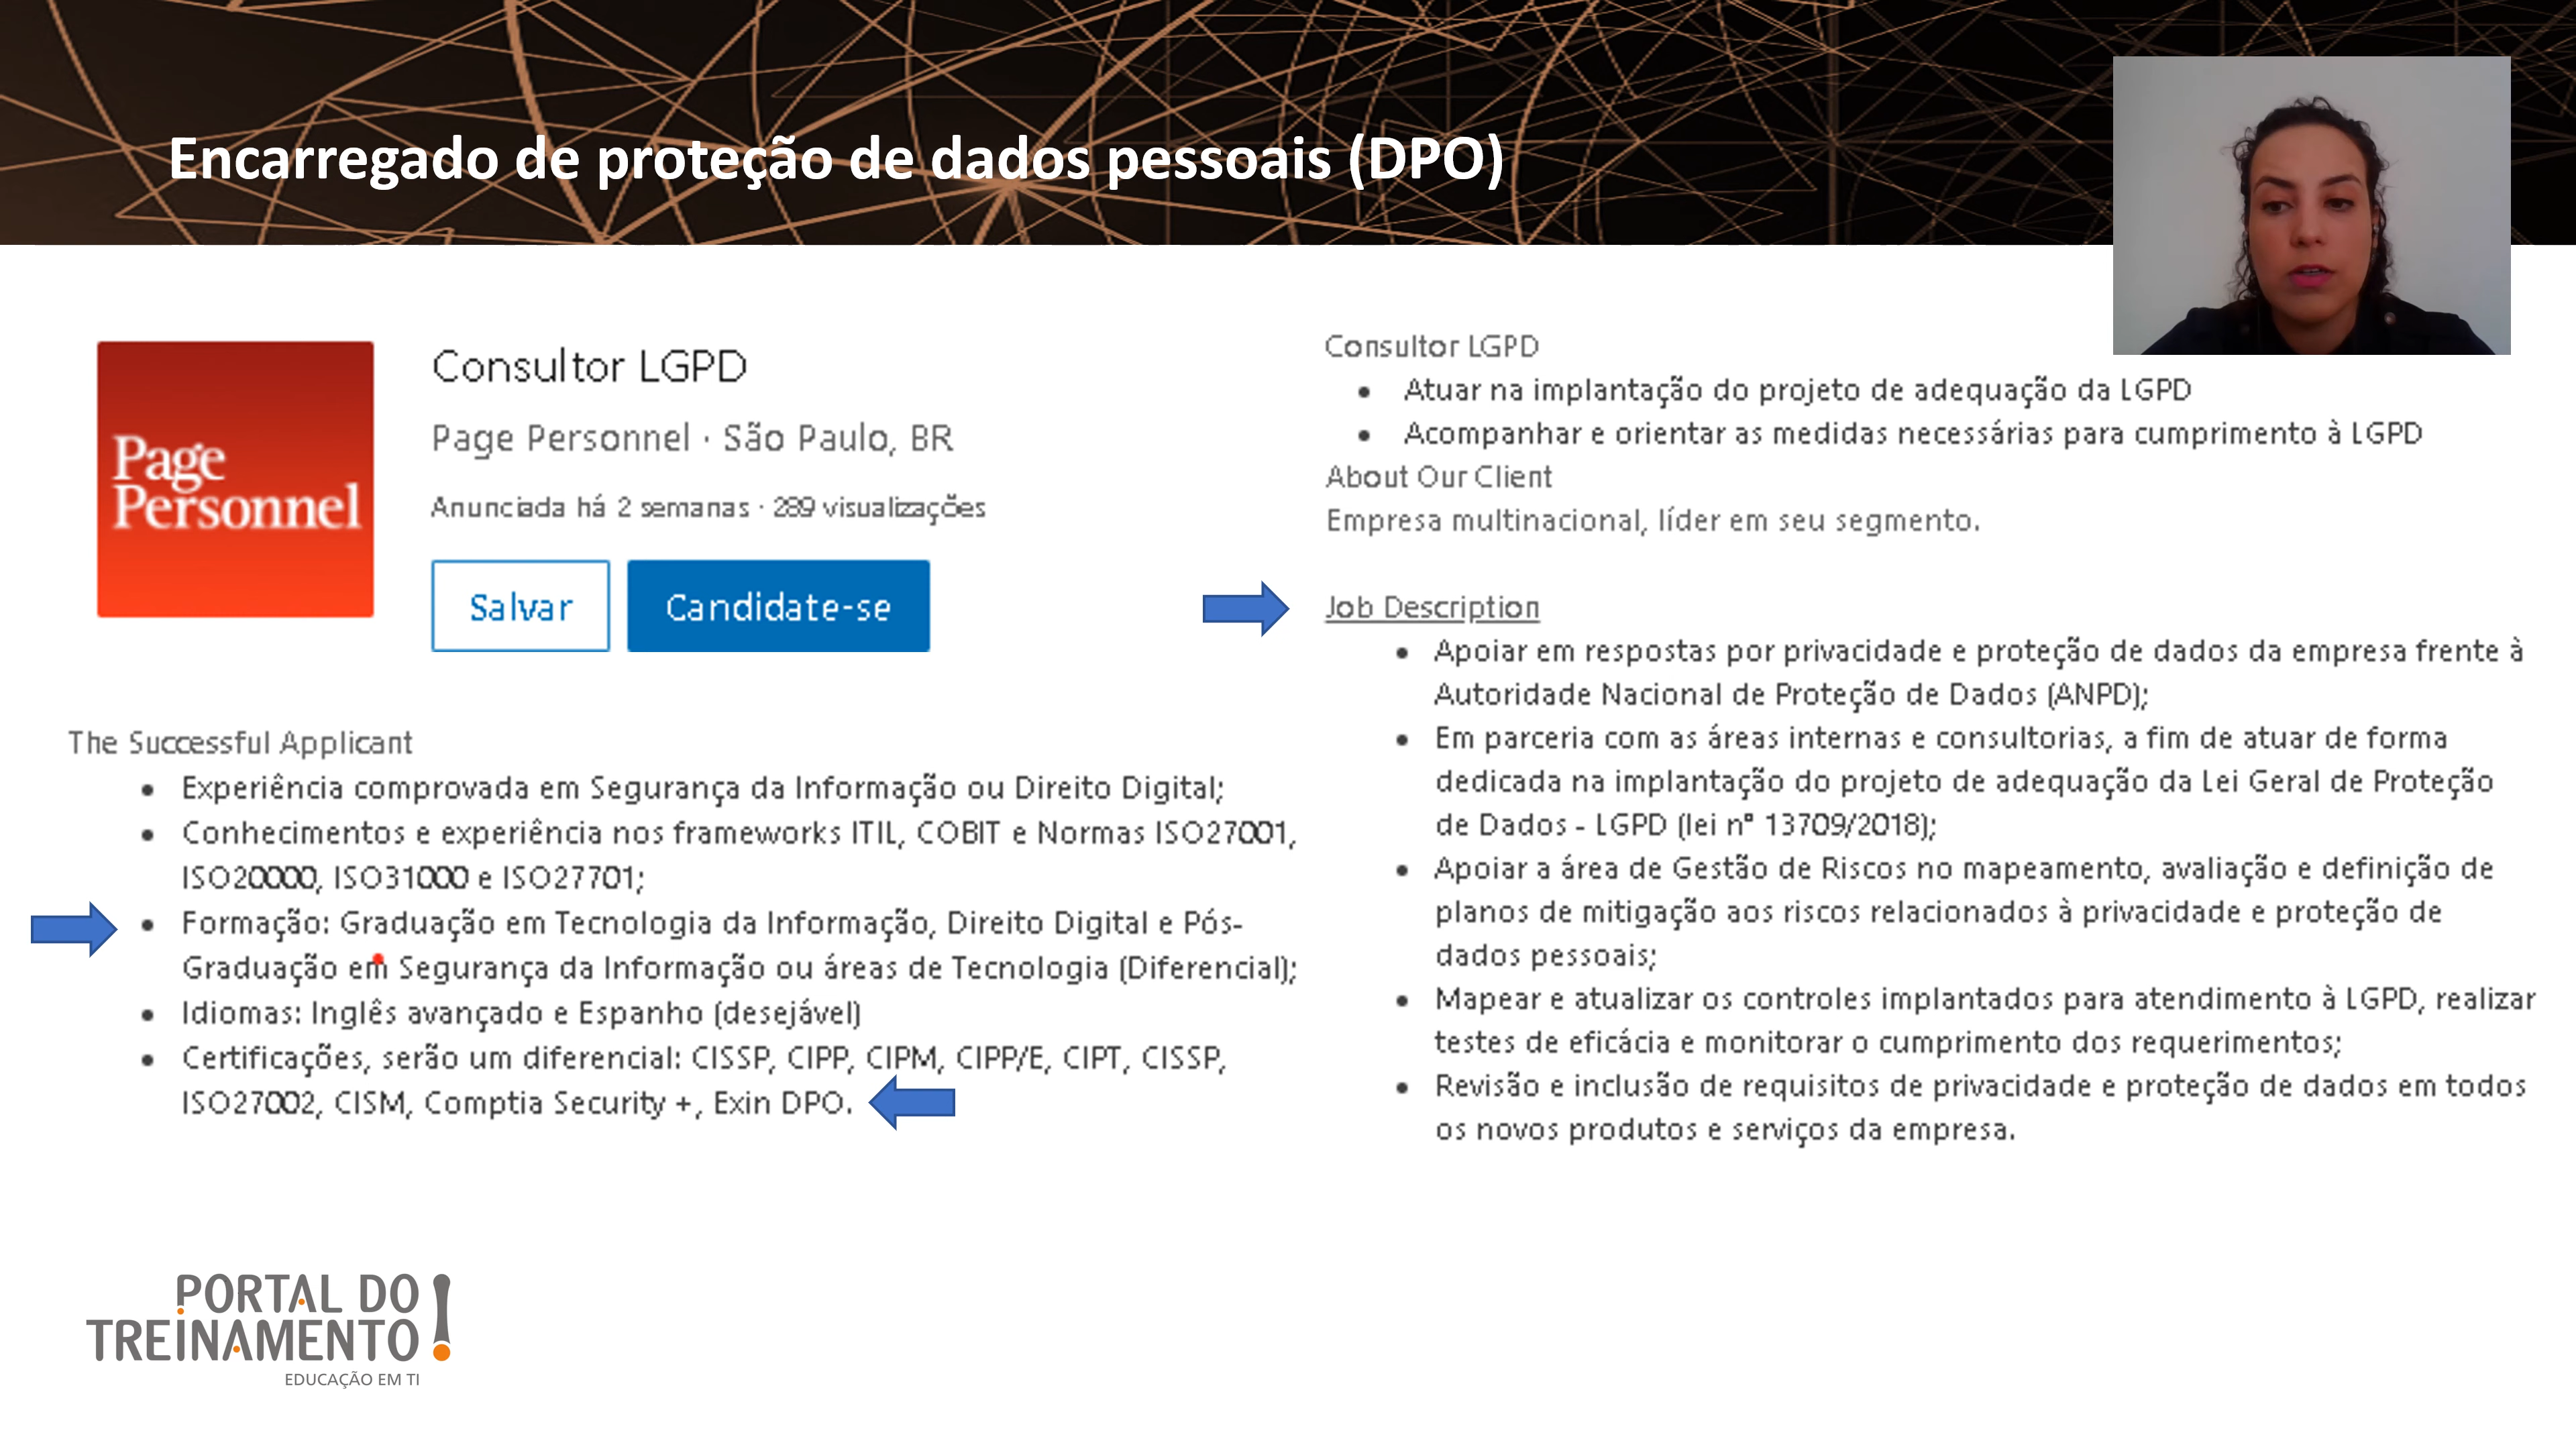 Encarregado de proteção de dados pessoais (DPO)
Page
Personnel
Consultor LGPD
Page Personnel · São Paulo, BR
Anunciada há 2 semanas · 289 visualizações
Salvar
Candidate-se
The Successful Applicant
• Experiência comprovada em Segurança da Informação ou Direito Digital;
• Conhecimentos e experiência nos frameworks ITIL, COBIT e Normas ISO27001,
ISO20000, ISO31000 e ISO27701;
• Formação: Graduação em Tecnologia da Informação, Direito Digital e Pós-
Graduação em Segurança da Informação ou áreas de Tecnologia (Diferencial);
• Idiomas: Inglês avançado e Espanho (desejável)
• Certificações, serão um diferencial: CISSP, CIPP, CIPM, CIPP/E, CIPT, CISSP,
ISO27002, CISM, Comptia Security +, Exin DPO.
Consultor LGPD
• Atuar na implantação do projeto de adequação da LGPD
• Acompanhar e orientar as medidas necessárias para cumprimento à LGPD
About Our Client
Empresa multinacional, líder em seu segmento.
Job Description
• Apoiar em respostas por privacidade e proteção de dados da empresa frente à
Autoridade Nacional de Proteção de Dados (ANPD);
• Em parceria com as áreas internas e consultorias, a fim de atuar de forma
dedicada na implantação do projeto de adequação da Lei Geral de Proteção
de Dados - LGPD (lei n° 13709/2018);
• Apoiar a área de Gestão de Riscos no mapeamento, avaliação e definição de
planos de mitigação aos riscos relacionados à privacidade e proteção de
dados pessoais;
• Mapear e atualizar os controles implantados para atendimento à LGPD, realizar
testes de eficácia e monitorar o cumprimento dos requerimentos;
• Revisão e inclusão de requisitos de privacidade e proteção de dados em todos
os novos produtos e serviços da empresa.
PORTAL DO
TREINAMENTO!
EDUCAÇÃO EM TI